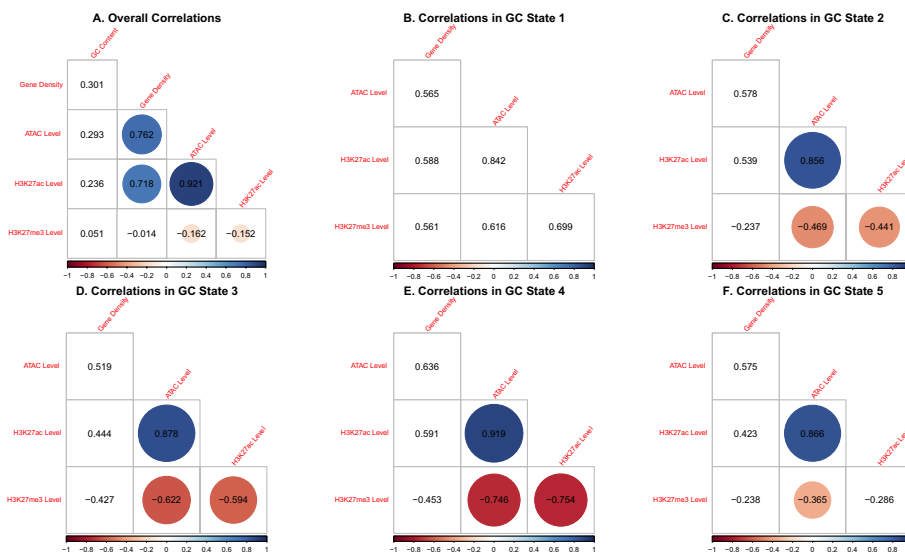 A. Overall Correlations
GC Content
Gene Density
0.301
Gene Density
ATAC Level
0.293
0.762
ATAC Level
H3K27ac Level
0.236
0.718
0.921
H3K27ac Level
H3K27me3 Level
0.051
−0.014
−0.162
−0.152
−1 −0.8 −0.6 −0.4 −0.2 0 0.2 0.4 0.6 0.8 1
B. Correlations in GC State 1
Gene Density
ATAC Level
0.565
ATAC Level
H3K27ac Level
0.588
0.842
H3K27ac Level
H3K27me3 Level
0.561
0.616
0.699
−1 −0.8 −0.6 −0.4 −0.2 0 0.2 0.4 0.6 0.8 1
C. Correlations in GC State 2
Gene Density
ATAC Level
0.578
ATAC Level
H3K27ac Level
0.539
0.856
H3K27ac Level
H3K27me3 Level
−0.237
−0.469
−0.441
−1 −0.8 −0.6 −0.4 −0.2 0 0.2 0.4 0.6 0.8
D. Correlations in GC State 3
Gene Density
ATAC Level
0.519
ATAC Level
H3K27ac Level
0.444
0.878
H3K27ac Level
H3K27me3 Level
−0.427
−0.622
−0.594
−1 −0.8 −0.6 −0.4 −0.2 0 0.2 0.4 0.6 0.8 1
E. Correlations in GC State 4
Gene Density
ATAC Level
0.636
ATAC Level
H3K27ac Level
0.591
0.919
H3K27ac Level
H3K27me3 Level
−0.453
−0.746
−0.754
−1 −0.8 −0.6 −0.4 −0.2 0 0.2 0.4 0.6 0.8 1
F. Correlations in GC State 5
Gene Density
ATAC Level
0.575
ATAC Level
H3K27ac Level
0.423
0.866
H3K27ac Level
H3K27me3 Level
−0.238
−0.365
−0.286
−1 −0.8 −0.6 −0.4 −0.2 0 0.2 0.4 0.6 0.8